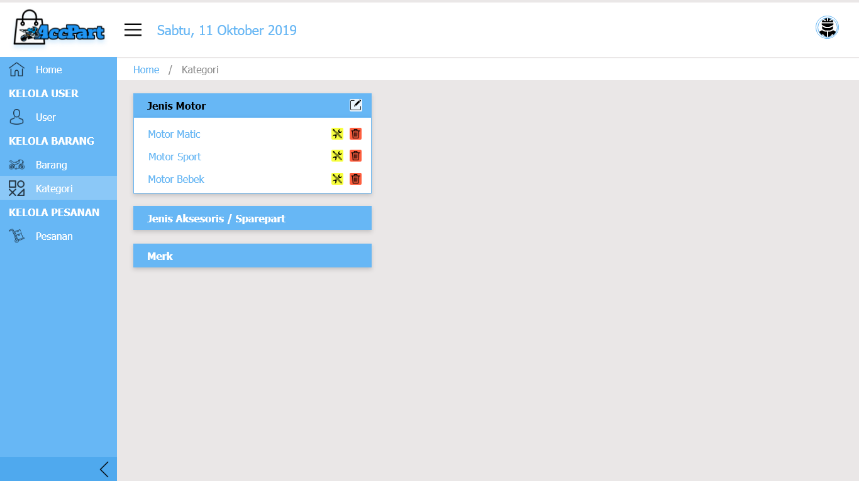 AccPart
Sabtu, 11 Oktober 2019
Home
KELOLA USER
User
KELOLA BARANG
Barang
Kategori
KELOLA PESANAN
Pesanan
Home / Kategori
Jenis Motor
Motor Matic
Motor Sport
Motor Bebek
Jenis Aksesoris / Sparepart
Merk